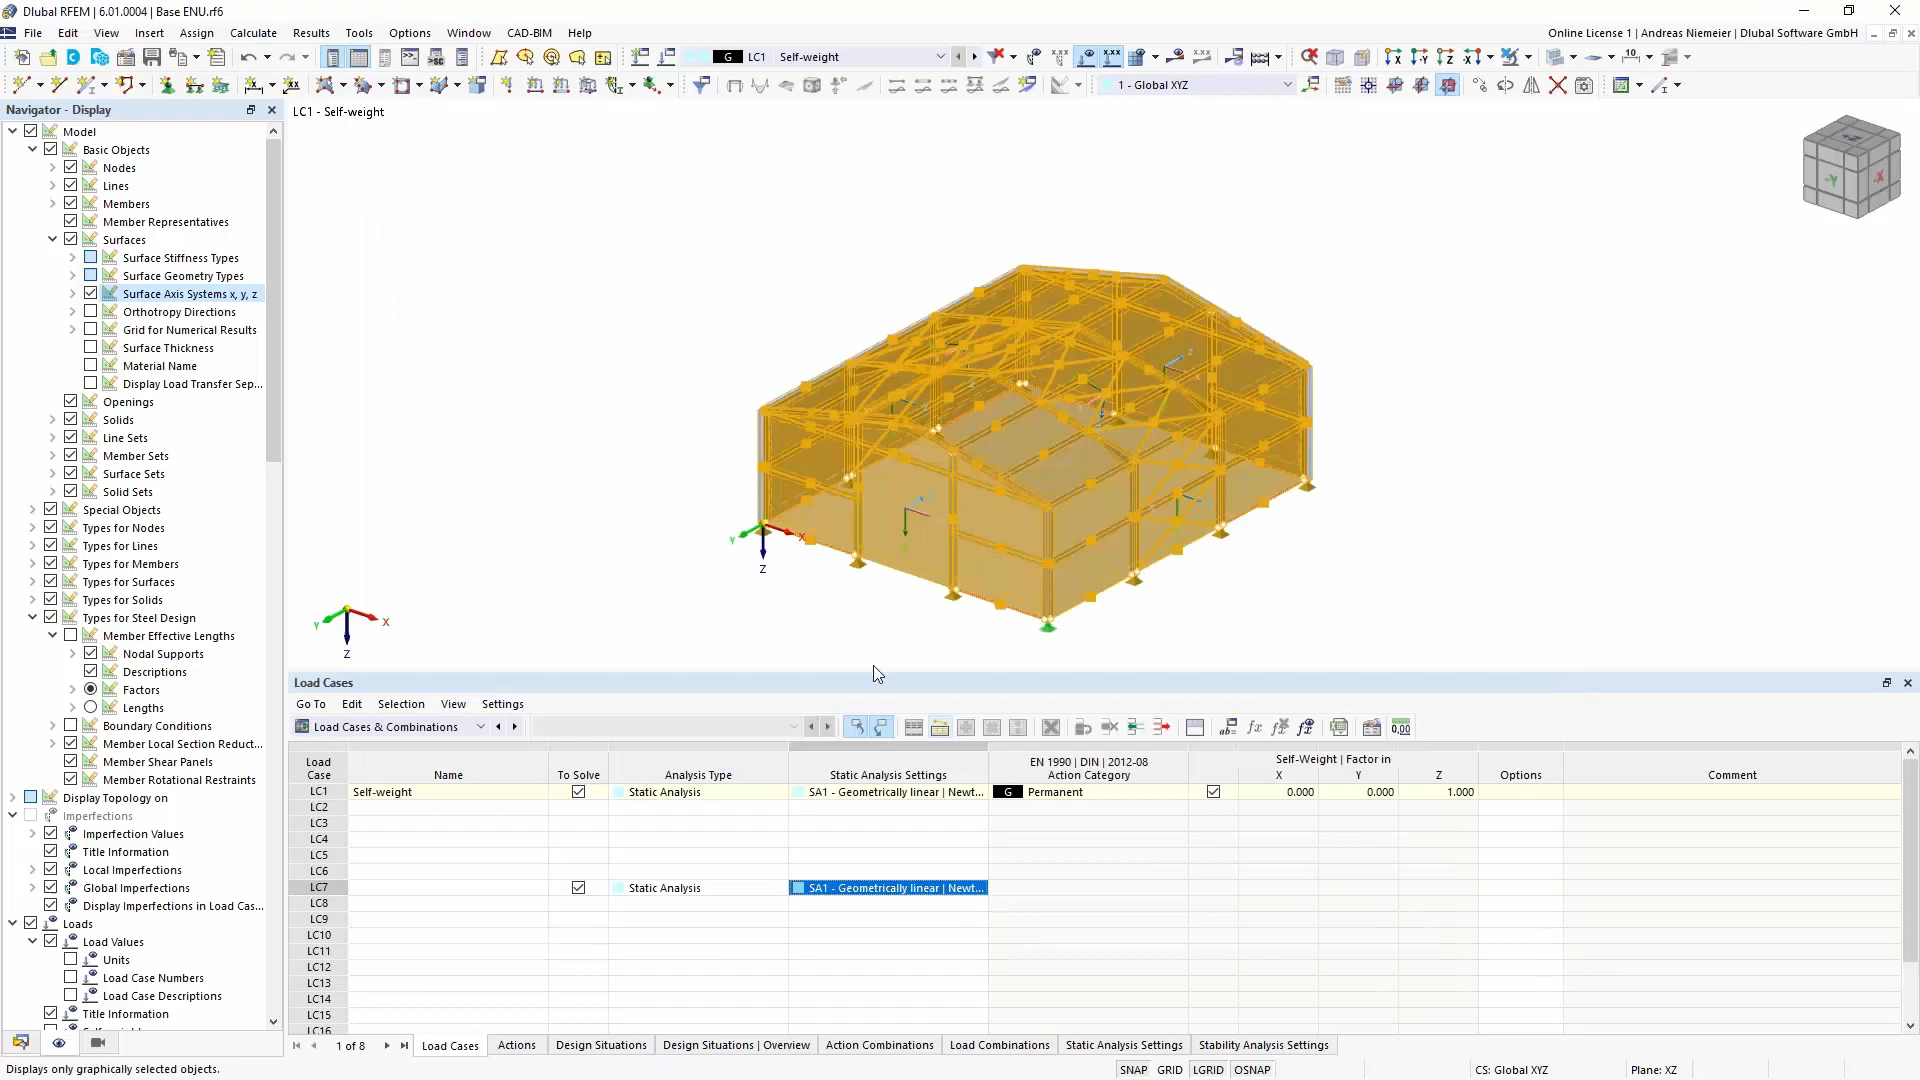 Dlubal RFEM | 6.01.0004 | Base ENU.rf6
File Edit View Insert Assign Calculate Results Tools Options Window CAD-BIM Help
Online License 1 | Andreas Niemeier | Dlubal Software GmbH
G LC1 Self-weight
1 - Global XYZ
Navigator - Display
Model
Basic Objects
Nodes
Lines
Members
Member Representatives
Surfaces
Surface Stiffness Types
Surface Geometry Types
Surface Axis Systems x, y, z
Orthotropy Directions
Grid for Numerical Results
Surface Thickness
Material Name
Display Load Transfer Sep...
Openings
Solids
Line Sets
Member Sets
Surface Sets
Solid Sets
Special Objects
Types for Nodes
Types for Lines
Types for Members
Types for Surfaces
Types for Solids
Types for Steel Design
Member Effective Lengths
Nodal Supports
Descriptions
Factors
Lengths
Boundary Conditions
Member Local Section Reduct...
Member Shear Panels
Member Rotational Restraints
Display Topology on
Imperfections
Imperfection Values
Title Information
Local Imperfections
Global Imperfections
Display Imperfections in Load Cas...
Loads
Load Values
Units
Load Case Numbers
Load Case Descriptions
Title Information
LC1 - Self-weight
+Z
-Y
-X
Y
X
Z
Y
X
Z
Load Cases
Go To Edit Selection View Settings
Load Cases & Combinations
Load Case
Name
To Solve
Analysis Type
Static Analysis Settings
EN 1990 | DIN | 2012-08
Action Category
Self-Weight | Factor in
X Y Z
Options
Comment
LC1 Self-weight Static Analysis SA1 - Geometrically linear | Newt... G Permanent 0.000 0.000 1.000
LC2
LC3
LC4
LC5
LC6
LC7 Static Analysis SA1 - Geometrically linear | Newt...
LC8
LC9
LC10
LC11
LC12
LC13
LC14
LC15
LC16
1 of 8 Load Cases Actions Design Situations Design Situations | Overview Action Combinations Load Combinations Static Analysis Settings Stability Analysis Settings
Displays only graphically selected objects.
SNAP GRID LGRID OSNAP
CS: Global XYZ
Plane: XZ